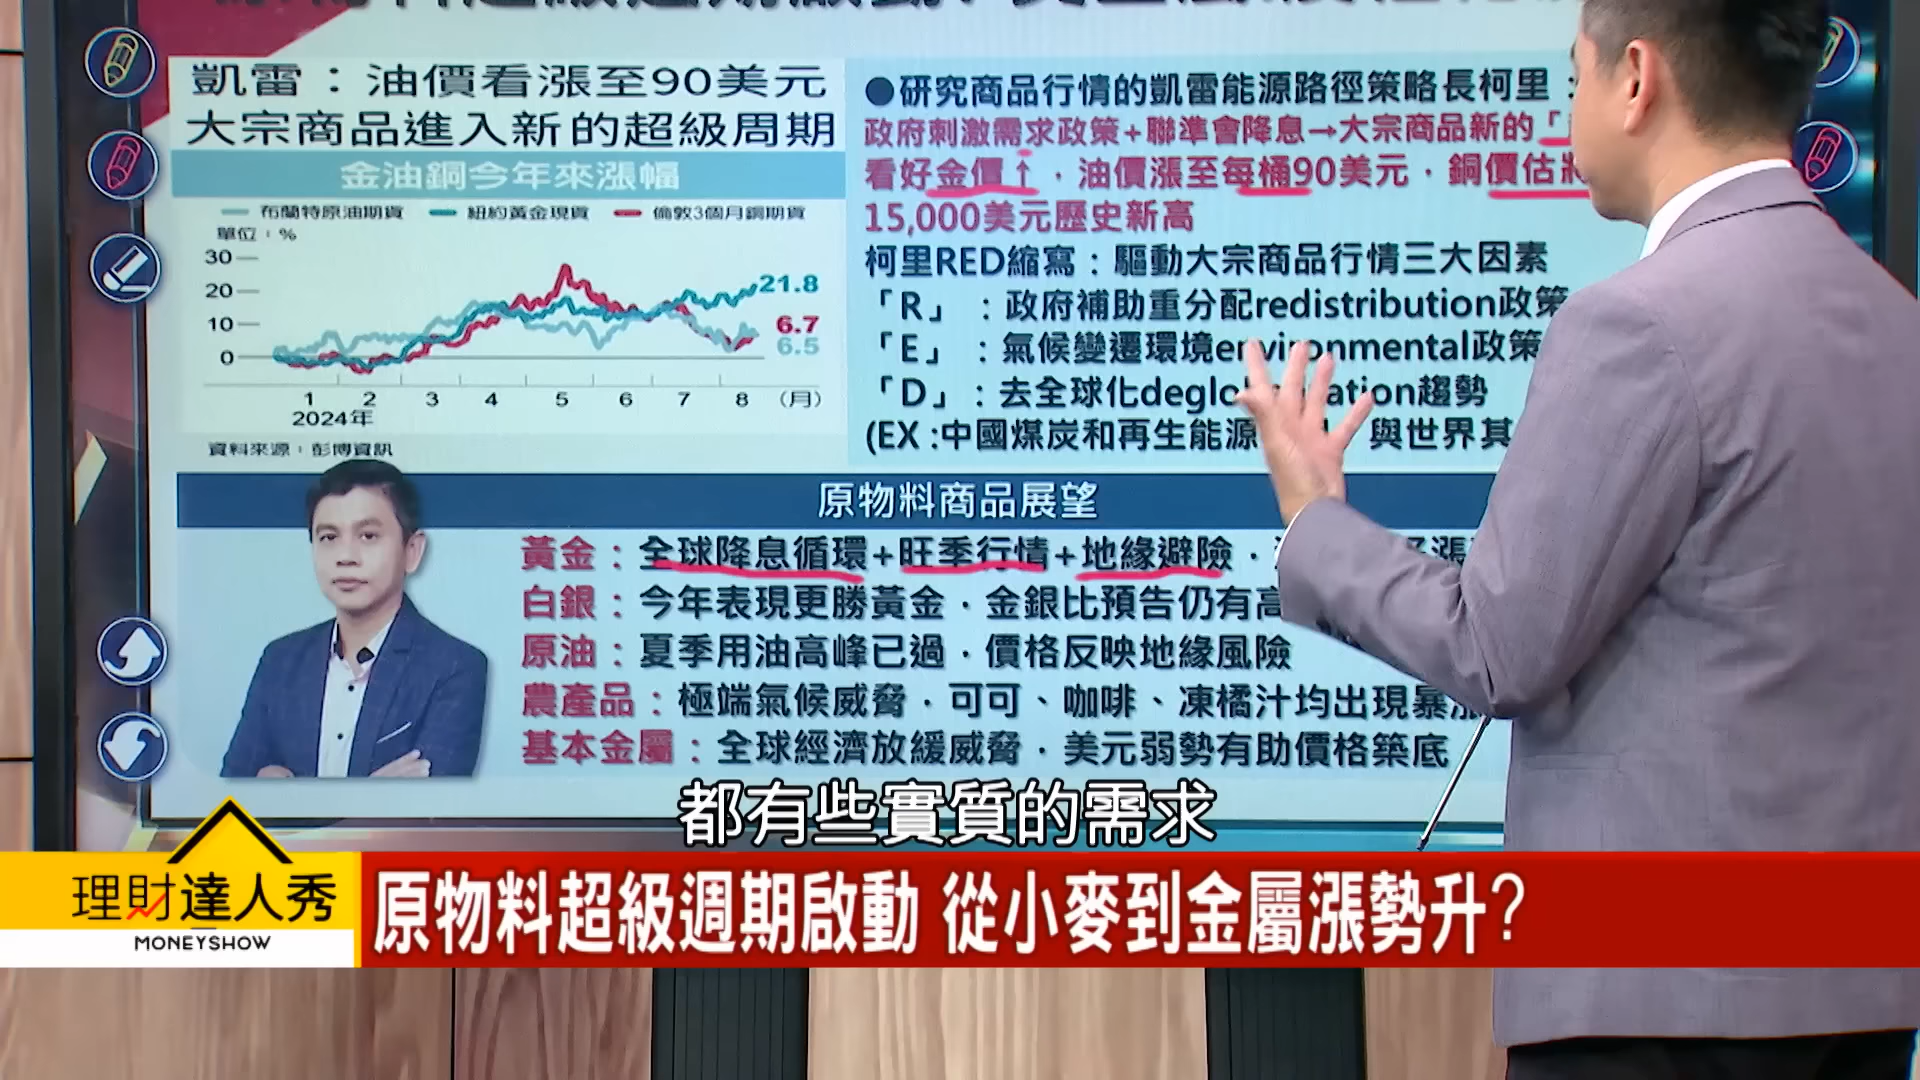 凱雷：油價看漲至90美元
大宗商品進入新的超級周期
金油銅今年來漲幅
布蘭特原油期貨 紐約黃金現貨 倫敦3個月銅期貨
單位：%
30
20
10
0
21.8
6.7
6.5
1 2 3 4 5 6 7 8 (月)
2024年
資料來源：彭博資訊
●研究商品行情的凱雷能源路徑策略長柯里：
政府刺激需求政策+聯準會降息→大宗商品新的「
看好金價↑，油價漲至每桶90美元，銅價估將
15,000美元歷史新高
柯里RED縮寫：驅動大宗商品行情三大因素
「R」：政府補助重分配redistribution政策
「E」：氣候變遷環境environmental政策
「D」：去全球化 趨勢
(EX:中國煤炭和再生能源 與世界其
原物料商品展望
黃金：全球降息循環+旺季行情+地緣避險，
白銀：今年表現更勝黃金，金銀比預告仍有高
原油：夏季用油高峰已過，價格反映地緣風險
農產品：極端氣候威脅，可可、咖啡、凍橘汁均出現暴漲
基本金屬：全球經濟放緩威脅，美元弱勢有助價格築底
都有些實質的需求
理財達人秀
MONEYSHOW
原物料超級週期啟動 從小麥到金屬漲勢升?